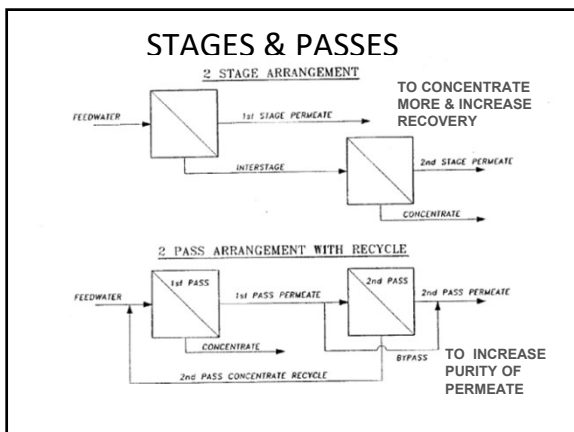 STAGES & PASSES
2 STAGE ARRANGEMENT
TO CONCENTRATE
MORE & INCREASE
RECOVERY
FEEDWATER
1st STAGE PERMEATE
INTERSTAGE
2nd STAGE PERMEATE
CONCENTRATE
2 PASS ARRANGEMENT WITH RECYCLE
FEEDWATER
1st PASS
1st PASS PERMEATE
2nd PASS
2nd PASS PERMEATE
CONCENTRATE
BYPASS
2nd PASS CONCENTRATE RECYCLE
TO INCREASE
PURITY OF
PERMEATE